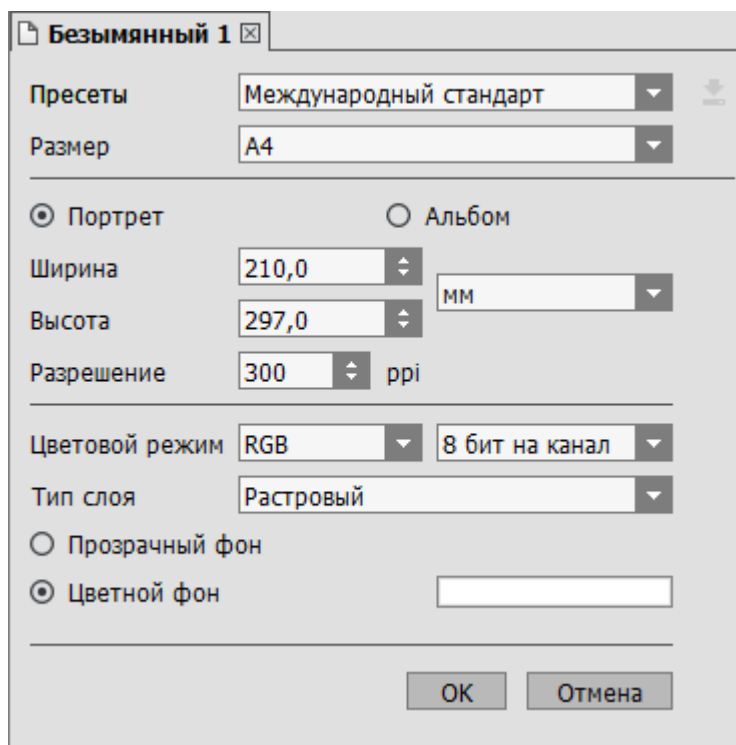 Безымянный 1
Пресеты Международный стандарт
Размер A4
Портрет Альбом
Ширина 210,0
мм
Высота 297,0
Разрешение 300 ppi
Цветовой режим RGB 8 бит на канал
Тип слоя Растровый
Прозрачный фон
Цветной фон
OK Отмена